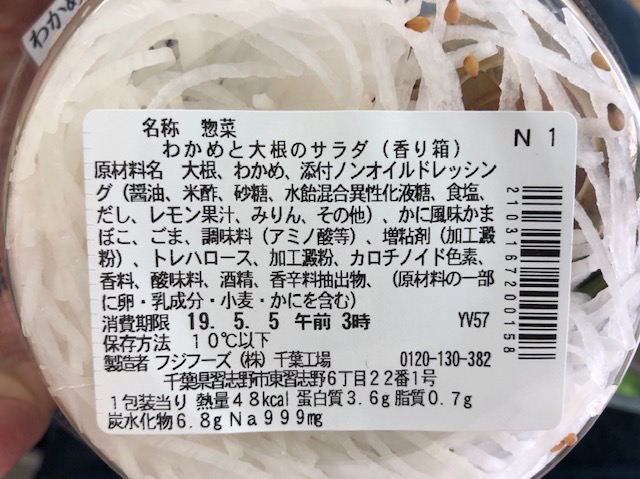 わかめ
名称 惣菜
わかめと大根のサラダ(香り箱)
N1
原材料名 大根、わかめ、添付ノンオイルドレッシン
グ(醤油、米酢、砂糖、水飴混合異性化液糖、食塩、
だし、レモン果汁、みりん、その他)、かに風味かま
ぼこ、ごま、調味料(アミノ酸等)、増粘剤(加工澱
粉)、トレハロース、加工澱粉、カロチノイド色素、
香料、酸味料、酒精、香辛料抽出物、(原材料の一部
に卵・乳成分・小麦・かにを含む)
消費期限 19. 5. 5 午前 3時 YV57
保存方法 10℃以下
製造者 フジフーズ(株)千葉工場 0120-130-382
千葉県習志野市東習志野6丁目22番1号
1包装当り 熱量48kcal 蛋白質3.6g 脂質0.7g
炭水化物6.8g Na999mg
2103167200158